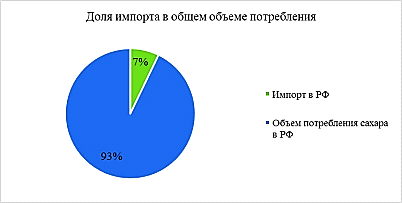 Доля импорта в общем объеме потребления
7%
Импорт в РФ
Объем потребления сахара
в РФ
93%